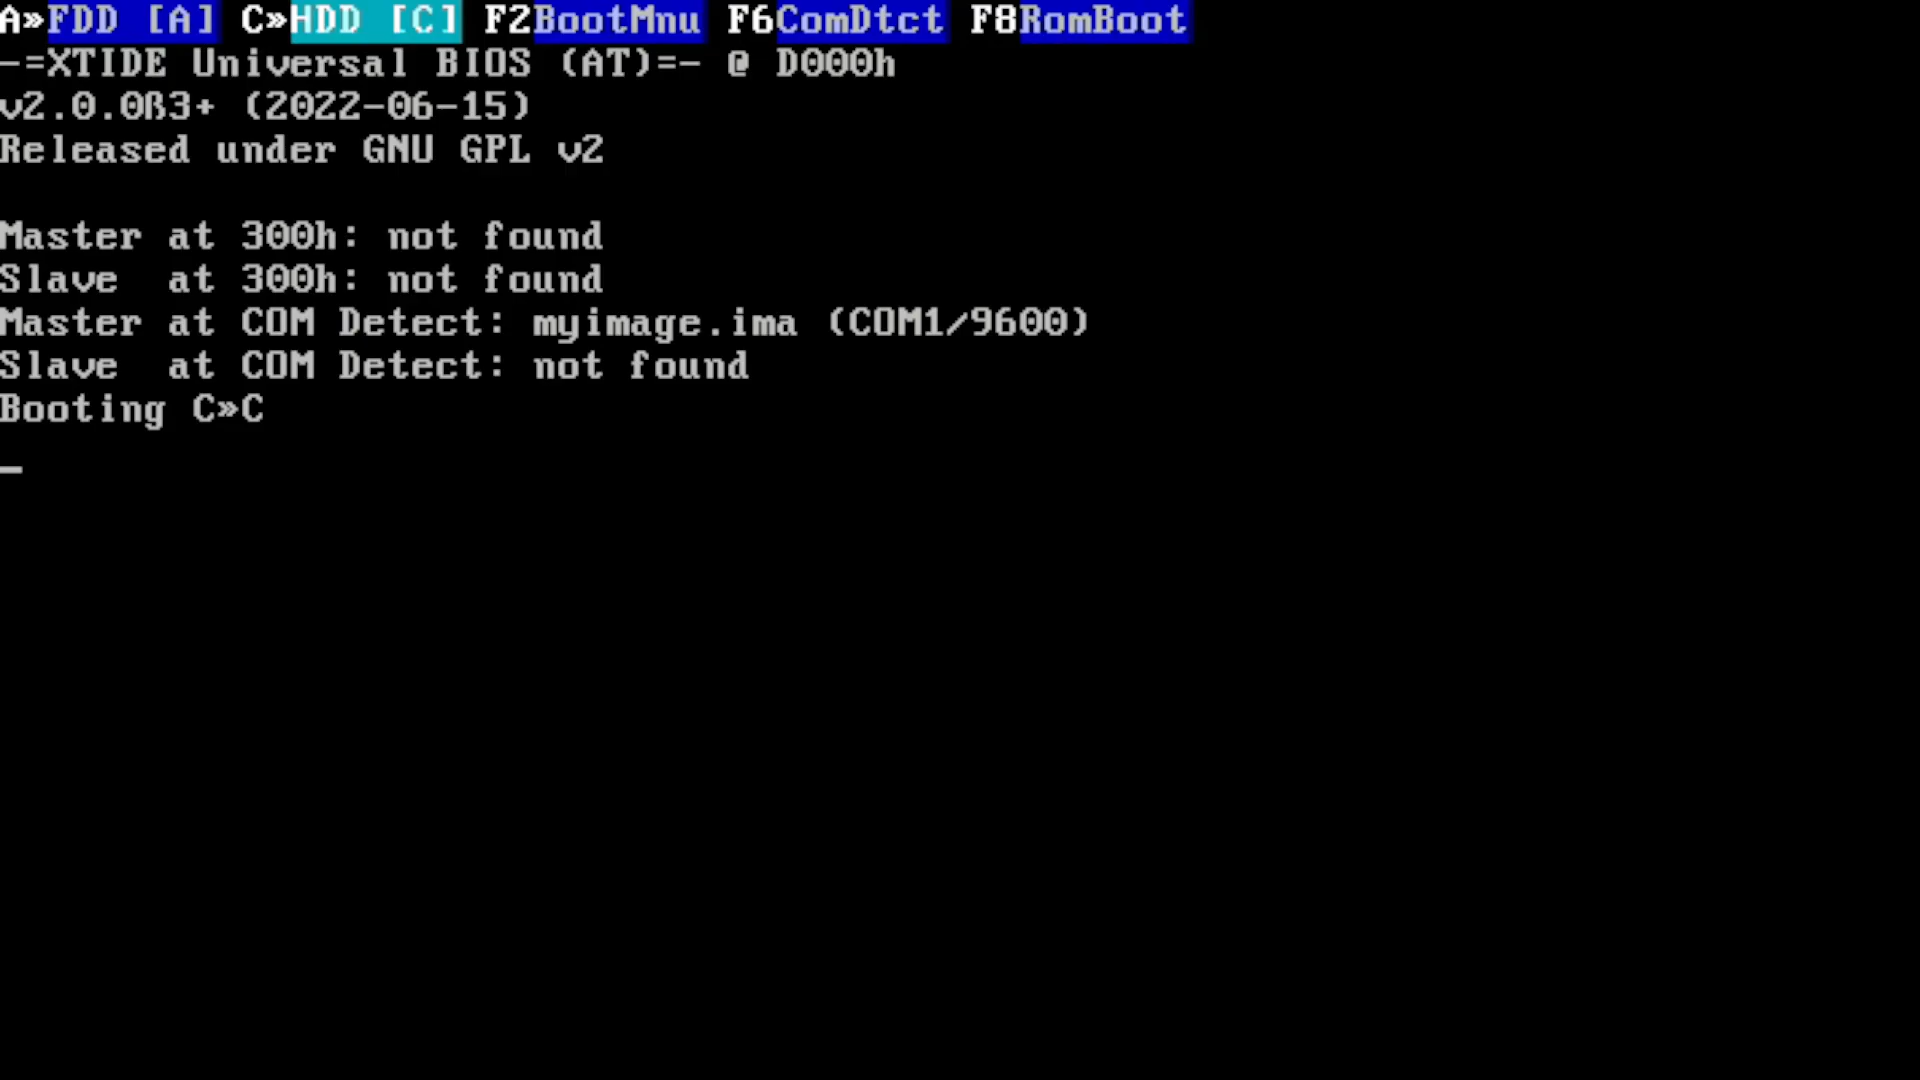 A»FDD [A] C»HDD [C] F2BootMnu F6ComDtct F8RomBoot
-=XTIDE Universal BIOS (AT)=- @ D000h
v2.0.0ß3+ (2022-06-15)
Released under GNU GPL v2
Master at 300h: not found
Slave  at 300h: not found
Master at COM Detect: myimage.ima (COM1/9600)
Slave  at COM Detect: not found
Booting C»C
_